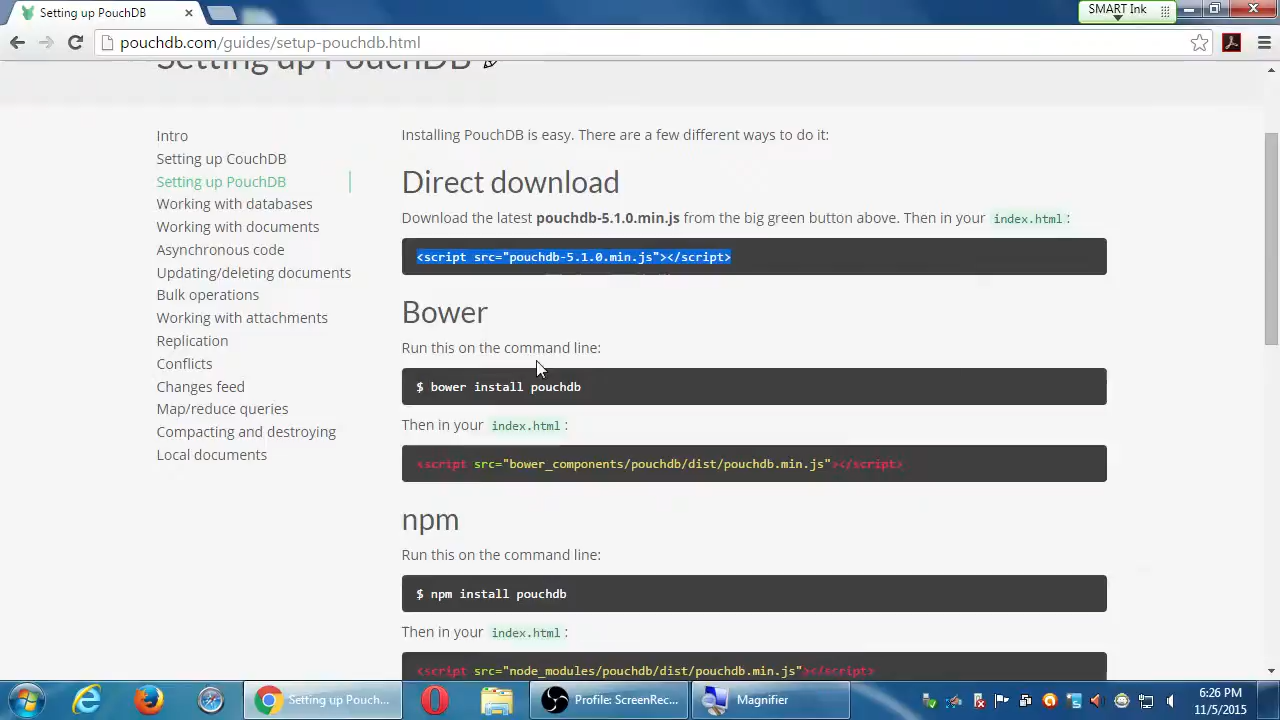 Setting up PouchDB
SMART Ink
pouchdb.com/guides/setup-pouchdb.html
Setting up PouchDB
Intro
Setting up CouchDB
Setting up PouchDB
Working with databases
Working with documents
Asynchronous code
Updating/deleting documents
Bulk operations
Working with attachments
Replication
Conflicts
Changes feed
Map/reduce queries
Compacting and destroying
Local documents
Installing PouchDB is easy. There are a few different ways to do it:
Direct download
Download the latest pouchdb-5.1.0.min.js from the big green button above. Then in your index.html:
<script src="pouchdb-5.1.0.min.js"></script>
Bower
Run this on the command line:
$ bower install pouchdb
Then in your index.html:
<script src="bower_components/pouchdb/dist/pouchdb.min.js"></script>
npm
Run this on the command line:
$ npm install pouchdb
Then in your index.html:
<script src="node_modules/pouchdb/dist/pouchdb.min.js"></script>
Setting up Pouch...
Profile: ScreenRec...
Magnifier
6:26 PM
11/5/2015